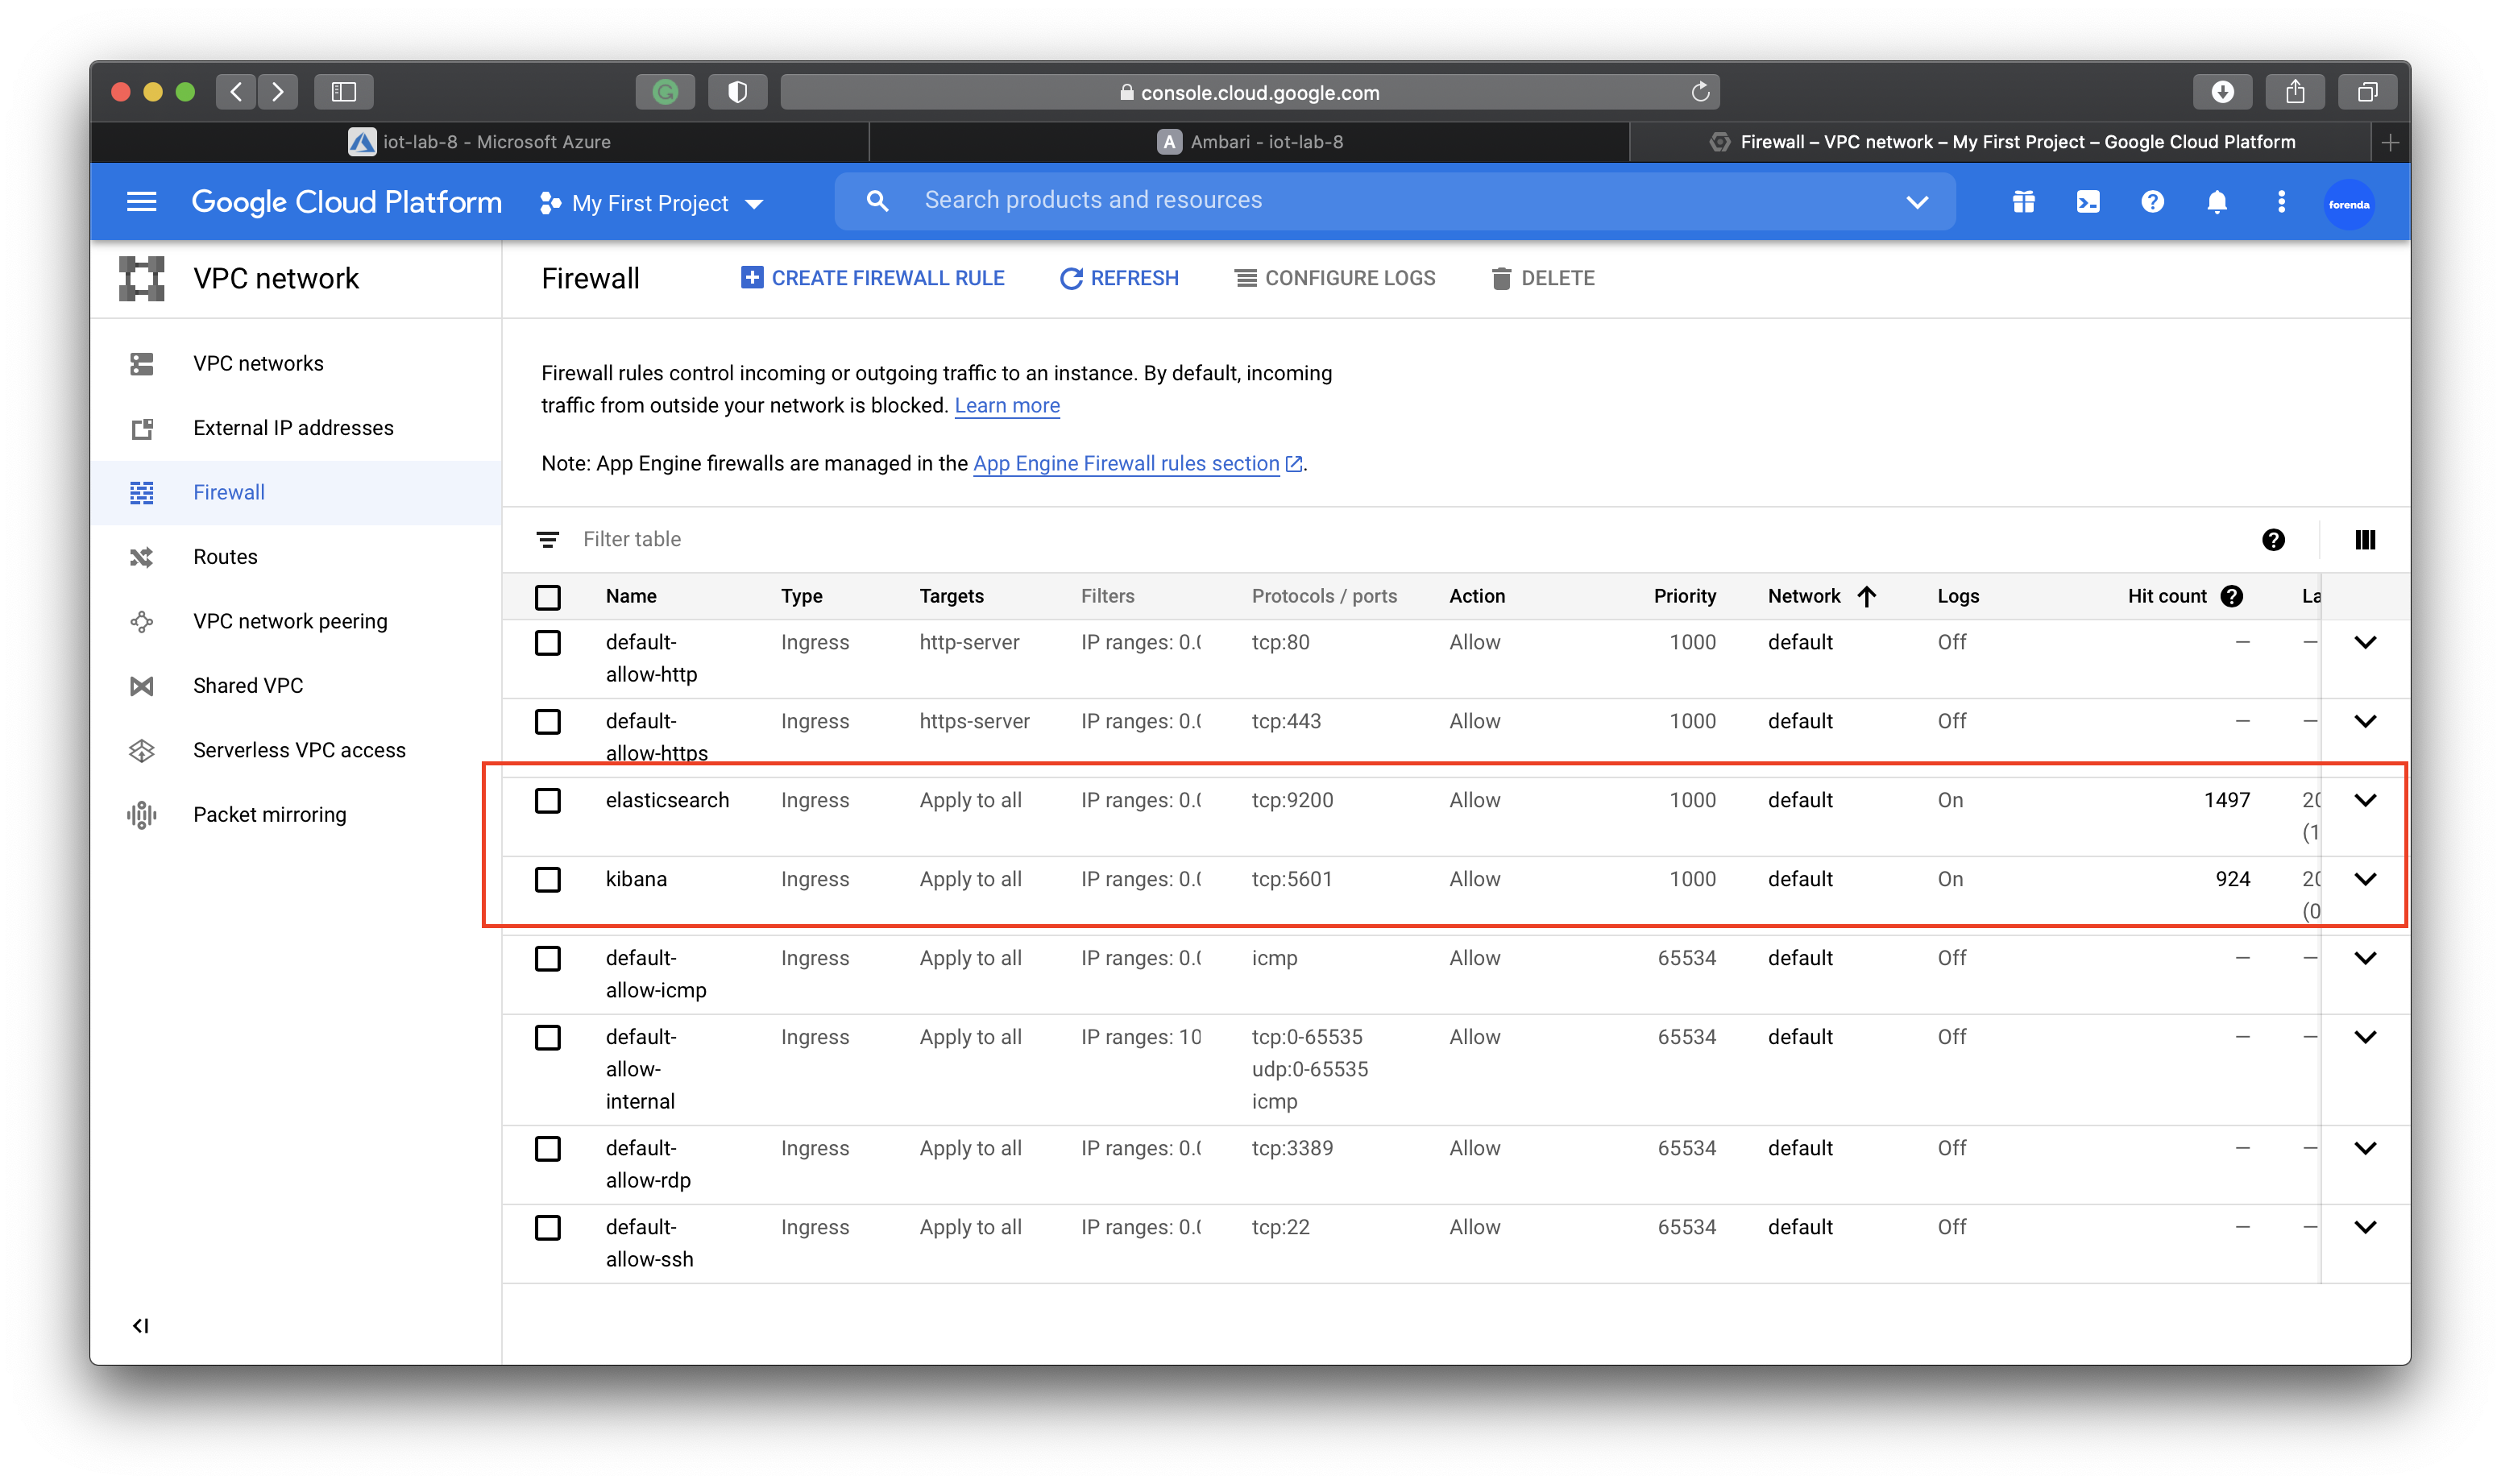 console.cloud.google.com
iot-lab-8 - Microsoft Azure
A Ambari - iot-lab-8
Firewall – VPC network – My First Project – Google Cloud Platform
Google Cloud Platform
My First Project
Search products and resources
forenda
VPC network
Firewall
CREATE FIREWALL RULE
REFRESH
CONFIGURE LOGS
DELETE
VPC networks
External IP addresses
Firewall
Routes
VPC network peering
Shared VPC
Serverless VPC access
Packet mirroring
Firewall rules control incoming or outgoing traffic to an instance. By default, incoming
traffic from outside your network is blocked. Learn more
Note: App Engine firewalls are managed in the App Engine Firewall rules section.
Filter table
Name Type Targets Filters Protocols / ports Action Priority Network Logs Hit count La
default- Ingress http-server IP ranges: 0.0 tcp:80 Allow 1000 default Off — —
allow-http
default- Ingress https-server IP ranges: 0.0 tcp:443 Allow 1000 default Off — —
allow-https
elasticsearch Ingress Apply to all IP ranges: 0.0 tcp:9200 Allow 1000 default On 1497 20
(1
kibana Ingress Apply to all IP ranges: 0.0 tcp:5601 Allow 1000 default On 924 20
(0
default- Ingress Apply to all IP ranges: 0.0 icmp Allow 65534 default Off — —
allow-icmp
default- Ingress Apply to all IP ranges: 10 tcp:0-65535 Allow 65534 default Off — —
allow- udp:0-65535
internal icmp
default- Ingress Apply to all IP ranges: 0.0 tcp:3389 Allow 65534 default Off — —
allow-rdp
default- Ingress Apply to all IP ranges: 0.0 tcp:22 Allow 65534 default Off — —
allow-ssh